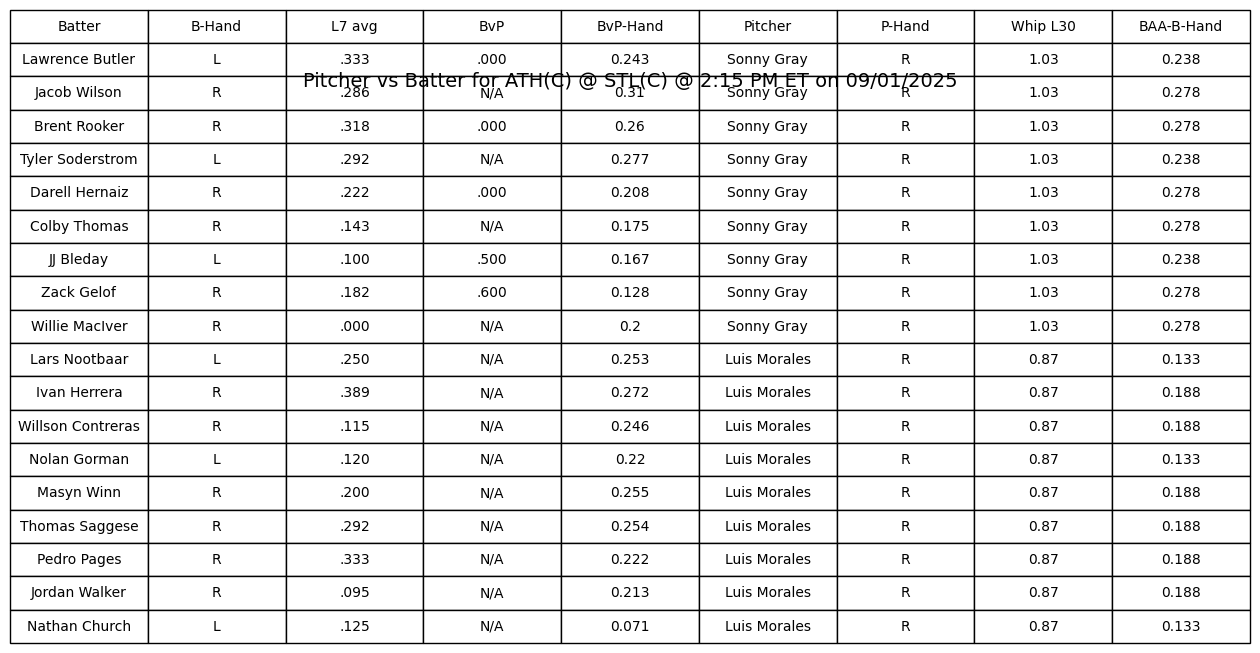 Batter B-Hand L7 avg BvP BvP-Hand Pitcher P-Hand Whip L30 BAA-B-Hand
Lawrence Butler L .333 .000 0.243 Sonny Gray R 1.03 0.238
Pitcher vs Batter for ATH(C) @ STL(C) @ 2:15 PM ET on 09/01/2025
Jacob Wilson R .286 N/A 0.31 Sonny Gray R 1.03 0.278
Brent Rooker R .318 .000 0.26 Sonny Gray R 1.03 0.278
Tyler Soderstrom L .292 N/A 0.277 Sonny Gray R 1.03 0.238
Darell Hernaiz R .222 .000 0.208 Sonny Gray R 1.03 0.278
Colby Thomas R .143 N/A 0.175 Sonny Gray R 1.03 0.278
JJ Bleday L .100 .500 0.167 Sonny Gray R 1.03 0.238
Zack Gelof R .182 .600 0.128 Sonny Gray R 1.03 0.278
Willie MacIver R .000 N/A 0.2 Sonny Gray R 1.03 0.278
Lars Nootbaar L .250 N/A 0.253 Luis Morales R 0.87 0.133
Ivan Herrera R .389 N/A 0.272 Luis Morales R 0.87 0.188
Willson Contreras R .115 N/A 0.246 Luis Morales R 0.87 0.188
Nolan Gorman L .120 N/A 0.22 Luis Morales R 0.87 0.133
Masyn Winn R .200 N/A 0.255 Luis Morales R 0.87 0.188
Thomas Saggese R .292 N/A 0.254 Luis Morales R 0.87 0.188
Pedro Pages R .333 N/A 0.222 Luis Morales R 0.87 0.188
Jordan Walker R .095 N/A 0.213 Luis Morales R 0.87 0.188
Nathan Church L .125 N/A 0.071 Luis Morales R 0.87 0.133